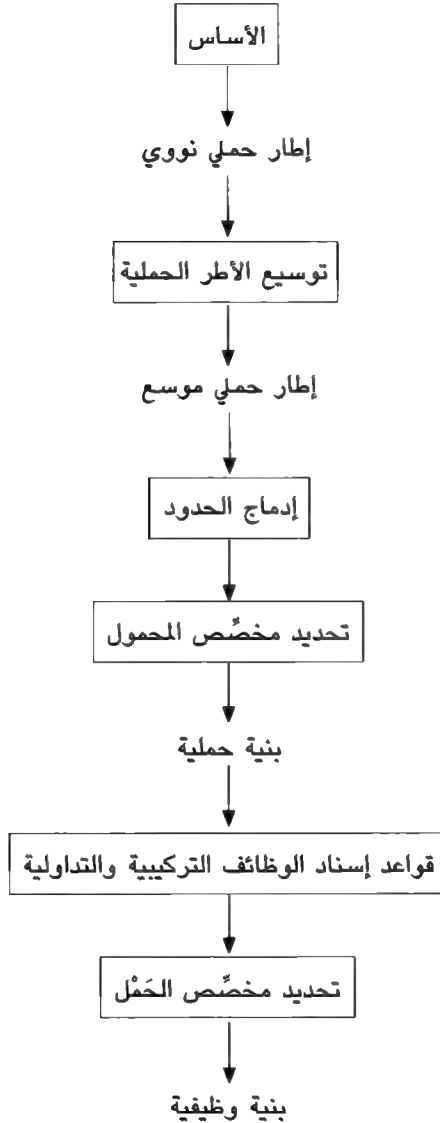 الأساس
إطار حملي نووي
توسيع الأطر الحملية
إطار حملي موسع
إدماج الحدود
تحديد مخصِّص المحمول
بنية حملية
قواعد إسناد الوظائف التركيبية والتداولية
تحديد مخصِّص الحَمْل
بنية وظيفية